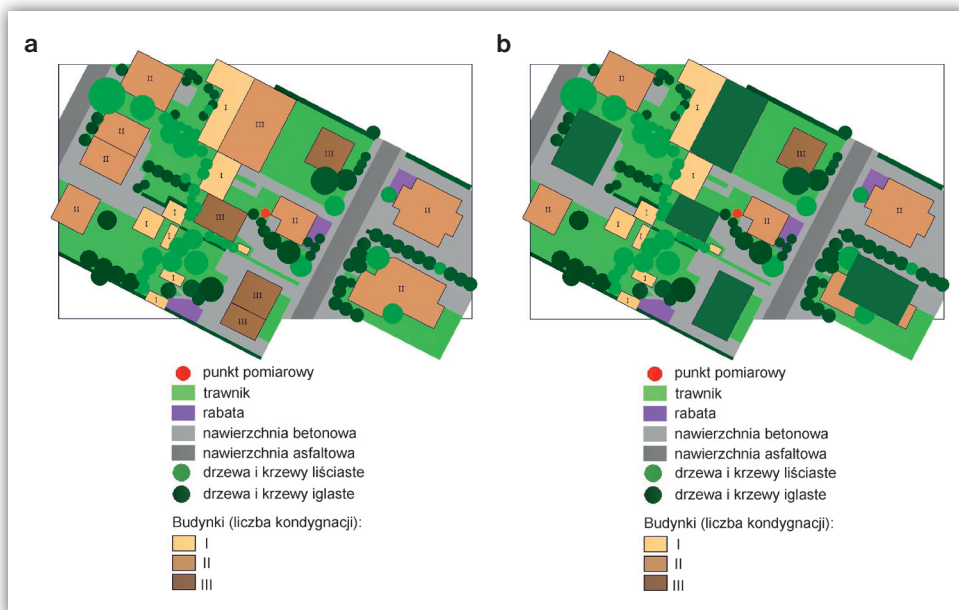 a
II
I
III
II
II
III
I
II
I
I
I
III
II
II
I
II
III
I
III
a
punkt pomiarowy
trawnik
rabata
nawierzchnia betonowa
nawierzchnia asfaltowa
drzewa i krzewy liściaste
drzewa i krzewy iglaste
Budynki (liczba kondygnacji):
I
II
III
b
II
I
III
I
II
I
I
I
II
II
I
I
punkt pomiarowy
trawnik
rabata
nawierzchnia betonowa
nawierzchnia asfaltowa
drzewa i krzewy liściaste
drzewa i krzewy iglaste
Budynki (liczba kondygnacji):
I
II
III